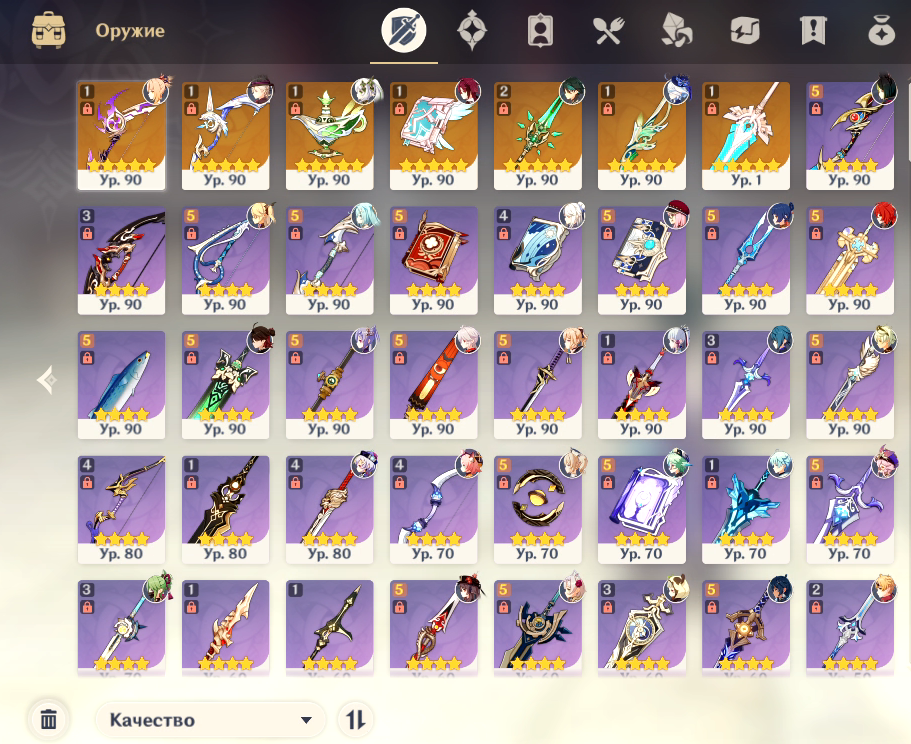 Оружие
1 1 1 1 2 1 1 5
Ур. 90 Ур. 90 Ур. 90 Ур. 90 Ур. 90 Ур. 90 Ур. 1 Ур. 90
3 5 5 5 4 5 5 5
Ур. 90 Ур. 90 Ур. 90 Ур. 90 Ур. 90 Ур. 90 Ур. 90 Ур. 90
5 5 5 5 5 1 3 5
Ур. 90 Ур. 90 Ур. 90 Ур. 90 Ур. 90 Ур. 90 Ур. 90 Ур. 90
4 1 4 4 5 5 1 5
Ур. 80 Ур. 80 Ур. 80 Ур. 70 Ур. 70 Ур. 70 Ур. 70 Ур. 70
3 1 1 5 5 3 5 2
Качество